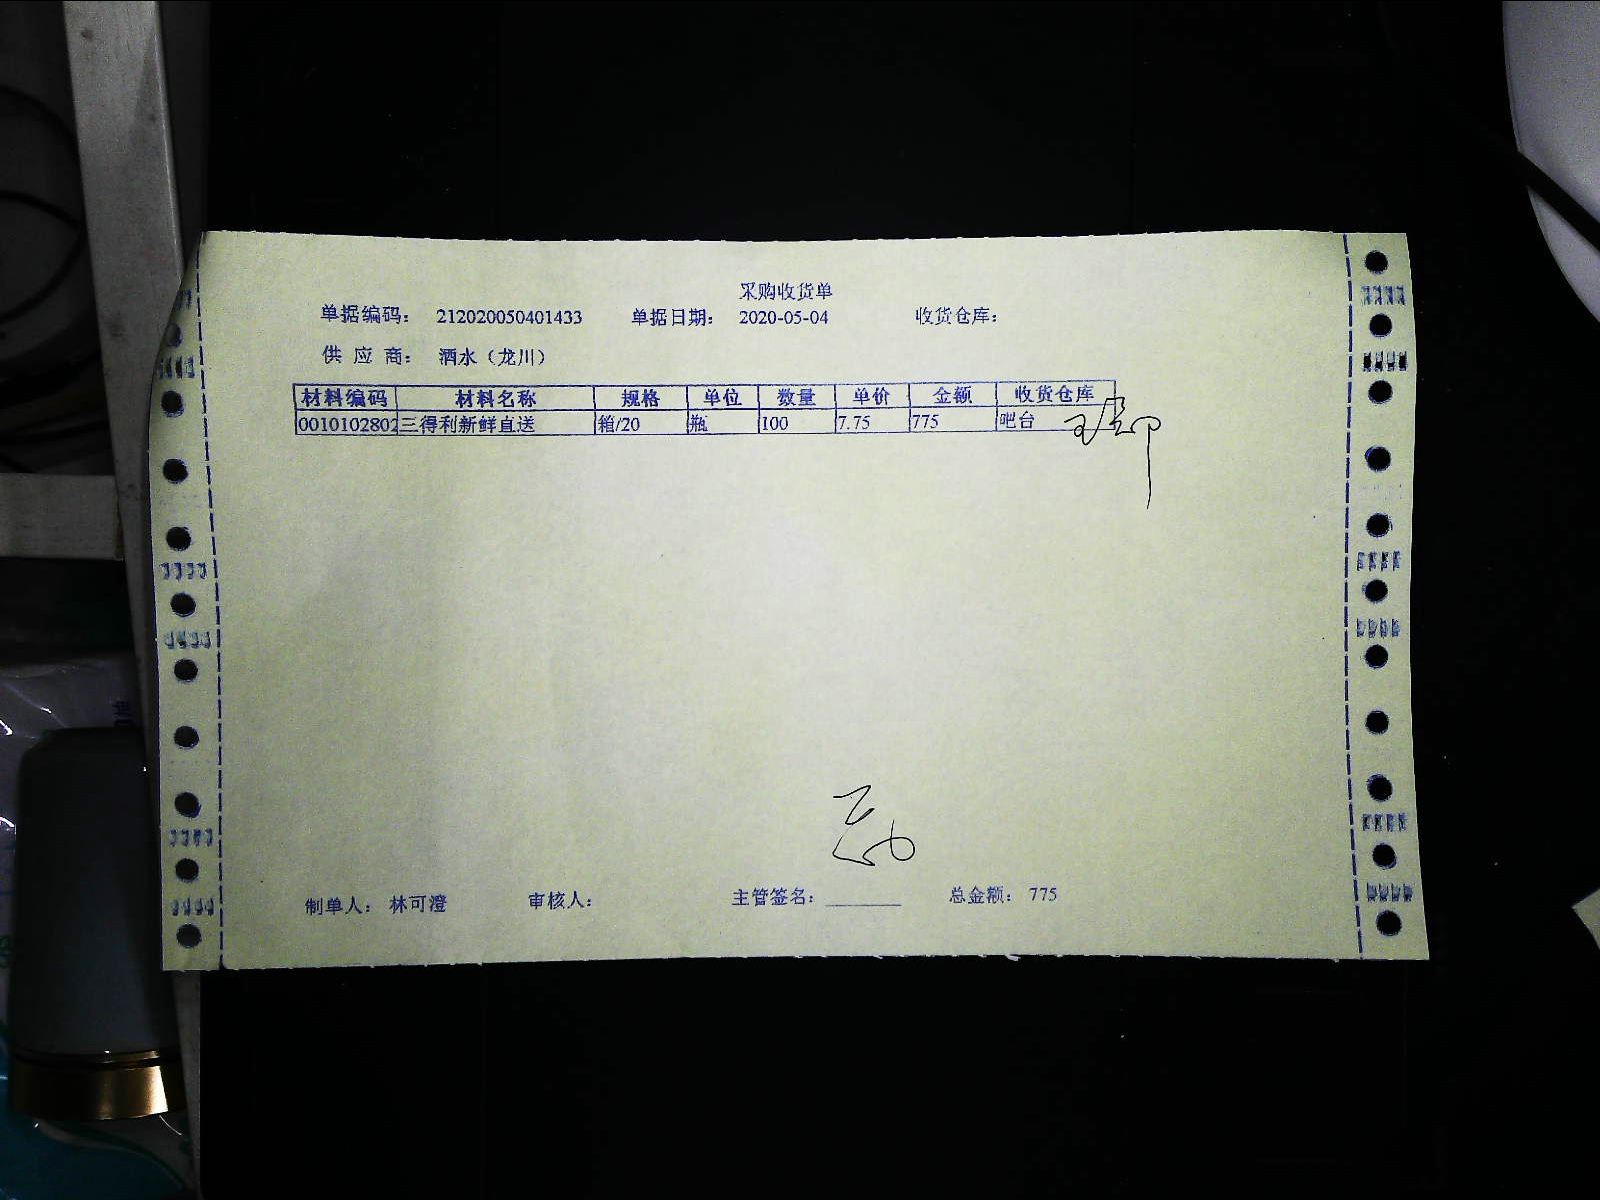 采购收货单
单据编码： 212020050401433 单据日期： 2020-05-04 收货仓库：
供 应 商： 酒水（龙川）
材料编码 材料名称 规格 单位 数量 单价 金额 收货仓库
0010102802 三得利新鲜直送 箱/20 瓶 100 7.75 775 吧台
制单人： 林可澄 审核人： 主管签名：________ 总金额： 775